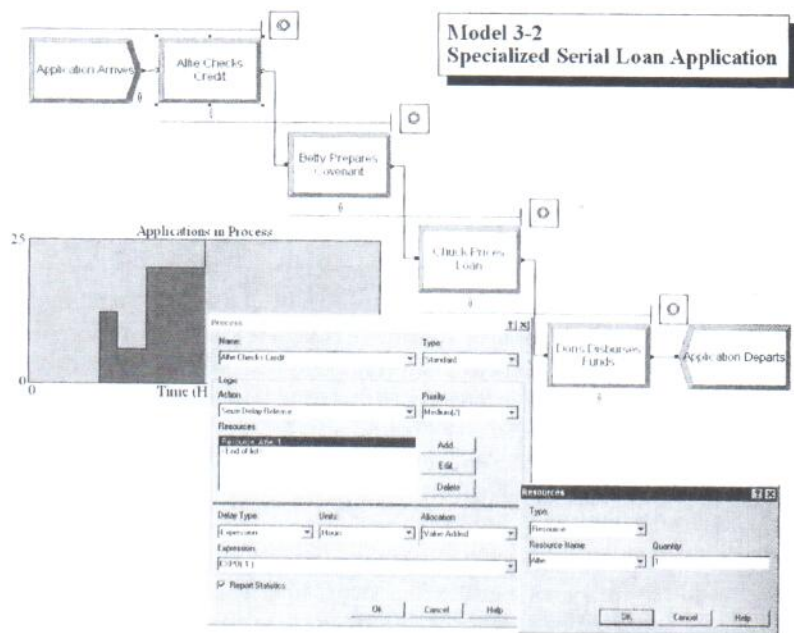 Model 3-2
Specialized Serial Loan Application
Application Arrives
Alfie Checks
Credit
0
Betty Prepares
Covenant
0
Chuck Prices
Loan
0
Doris Disburses
Funds
Application Departs
Applications in Process
25
0
0
Time (H
Process
Name:
Type:
Alfie Checks Credit
Standard
Logic
Action
Priority
Seize Delay Release
Medium(2)
Resources:
Resource, Alfie, 1
<End of list>
Add...
Edit...
Delete
Delay Type:
Units:
Allocation:
Expression
Hours
Value Added
Expression:
EXPO( 1 )
Report Statistics
OK
Cancel
Help
Resources
Type:
Resource
Resource Name:
Quantity:
Alfie
1
OK
Cancel
Help